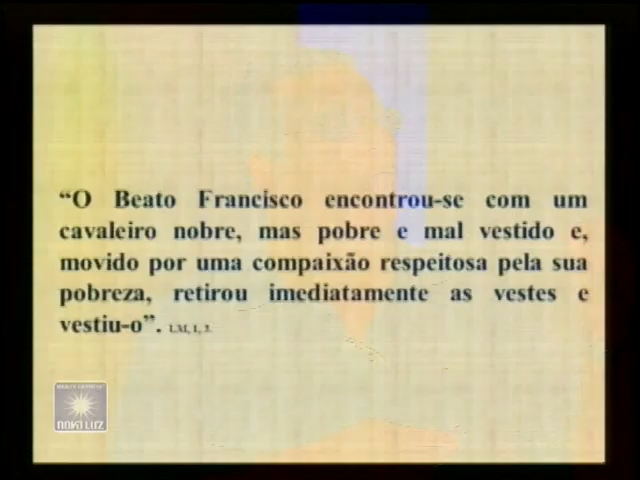 “O Beato Francisco encontrou-se com um
cavaleiro nobre, mas pobre e mal vestido e,
movido por uma compaixão respeitosa pela sua
pobreza, retirou imediatamente as vestes e
vestiu-o”. LM, 1, 2.
NOVA LUZ